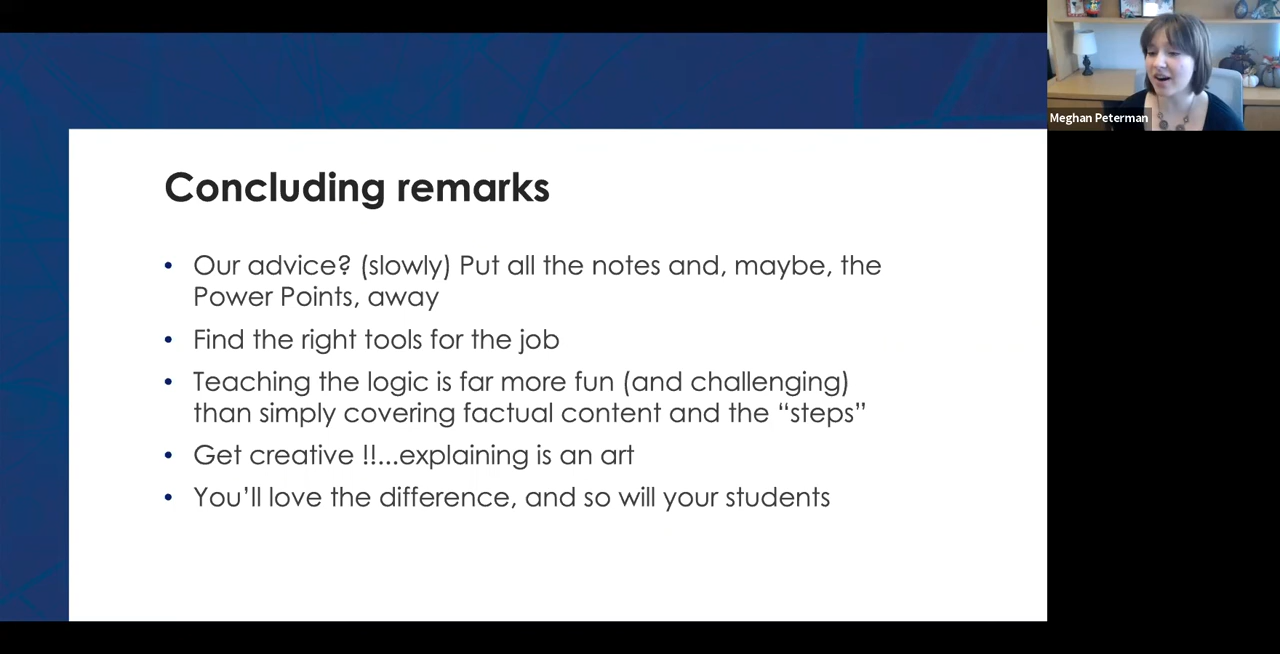 Concluding remarks
• Our advice? (slowly) Put all the notes and, maybe, the
Power Points, away
• Find the right tools for the job
• Teaching the logic is far more fun (and challenging)
than simply covering factual content and the “steps”
• Get creative !!...explaining is an art
• You’ll love the difference, and so will your students
Meghan Peterman